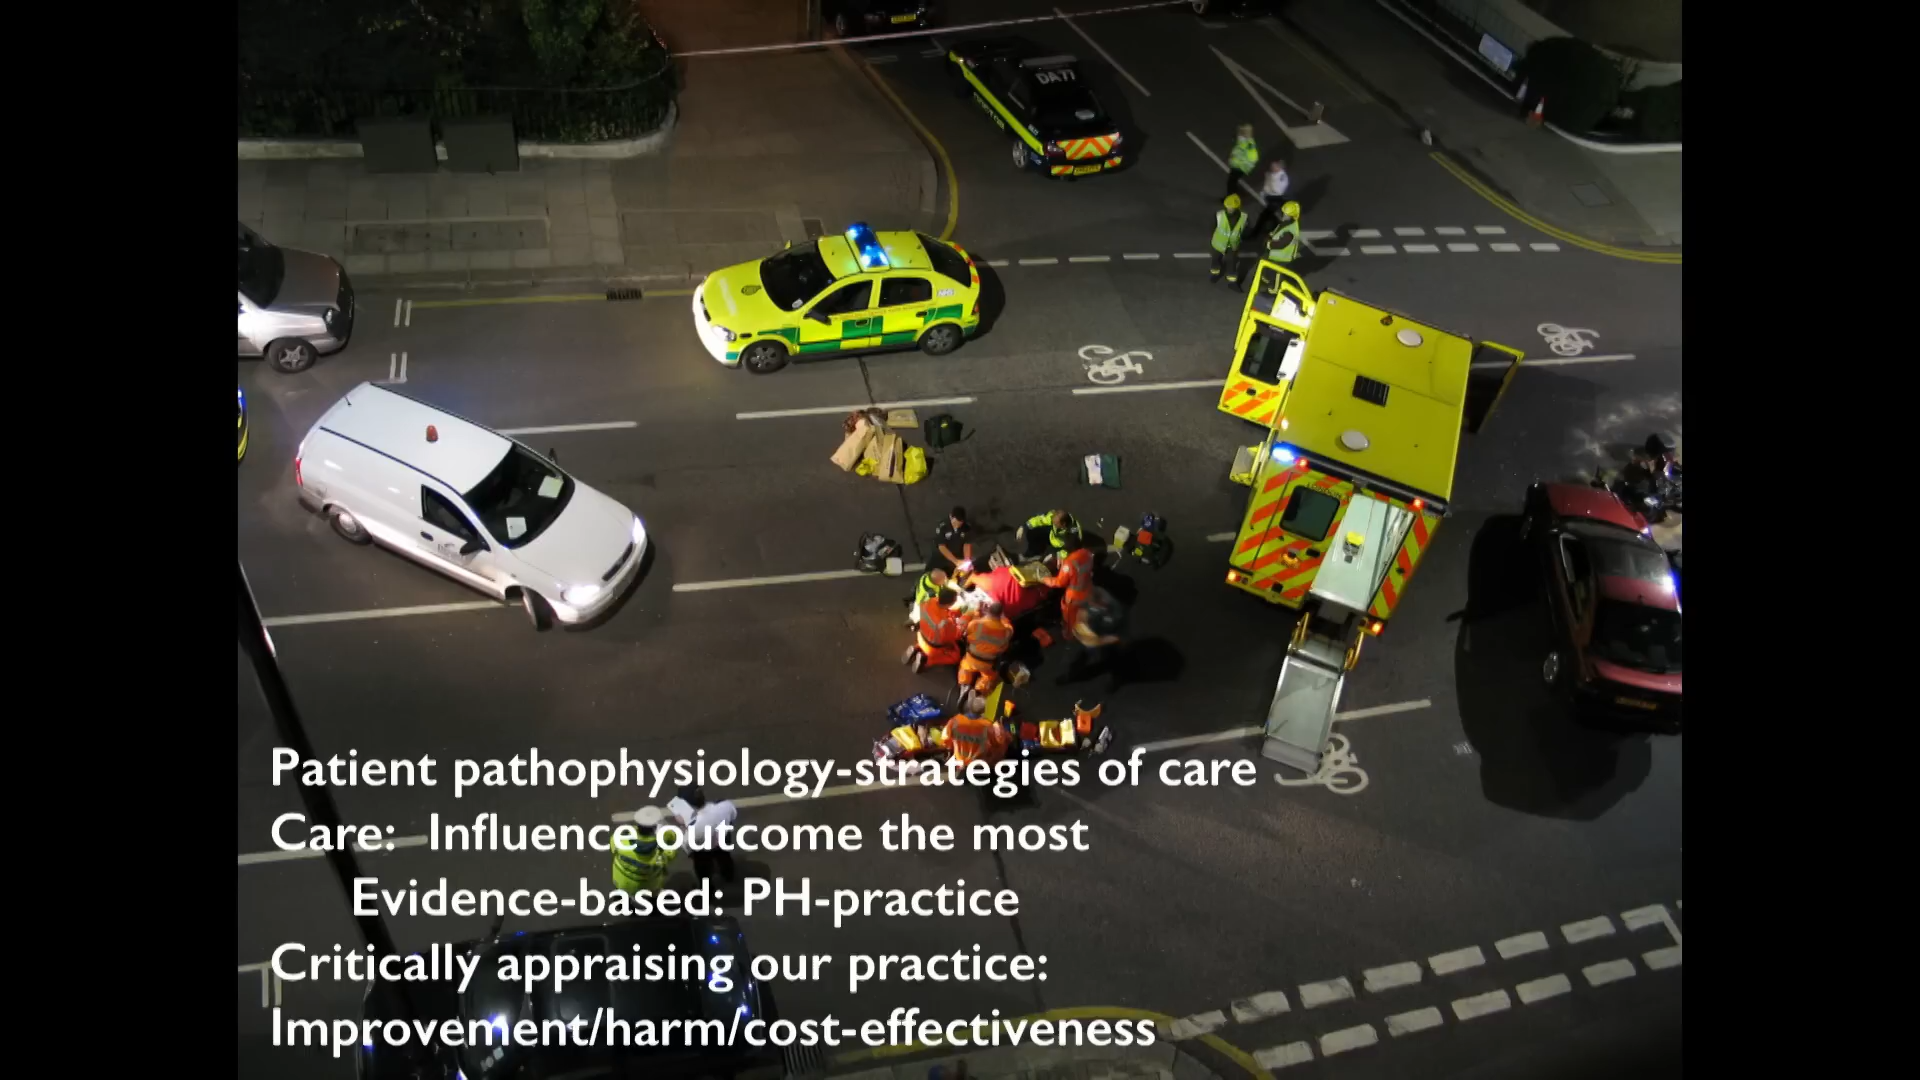 DA77
Patient pathophysiology-strategies of care
Care: Influence outcome the most
Evidence-based: PH-practice
Critically appraising our practice:
Improvement/harm/cost-effectiveness